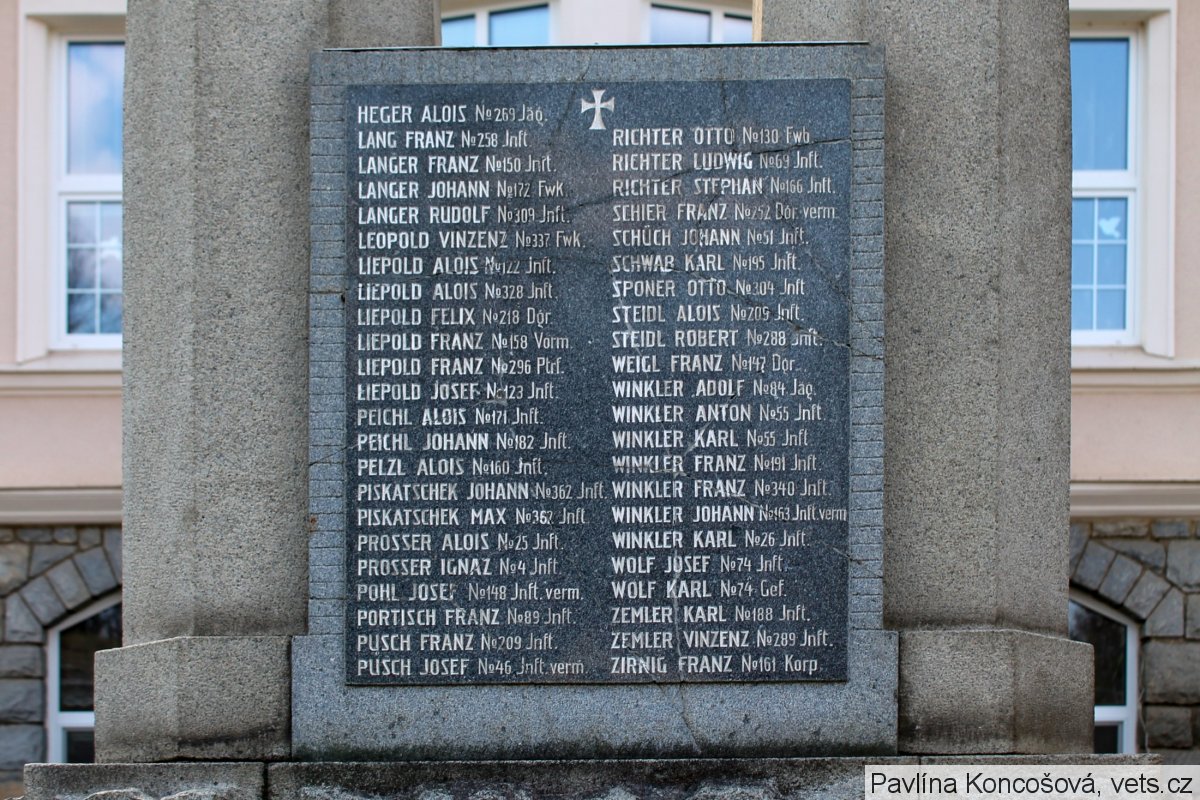 HEGER ALOIS No269 Jäg.
LANG FRANZ No258 Jnft.
LANGER FRANZ No150 Jnft.
LANGER JOHANN No172 Fwk.
LANGER RUDOLF No309 Jnft.
LEOPOLD VINZENZ No337 Fwk.
LIEPOLD ALOIS No122 Jnft.
LIEPOLD ALOIS No328 Jnft.
LIEPOLD FELIX No218 Dgr.
LIEPOLD FRANZ No158 Vorm.
LIEPOLD FRANZ No296 Ptrf.
LIEPOLD JOSEF No123 Jnft.
PEICHL ALOIS No171 Jnft.
PEICHL JOHANN No182 Jnft.
PELZL ALOIS No160 Jnft.
PISKATSCHEK JOHANN No362 Jnft.
PISKATSCHEK MAX No362 Jnft.
PROSSER ALOIS No25 Jnft.
PROSSER IGNAZ No4 Jnft.
POHL JOSEF No148 Jnft. verm.
PORTISCH FRANZ No89 Jnft.
PUSCH FRANZ No209 Jnft.
PUSCH JOSEF No46 Jnft. verm.
RICHTER OTTO No130 Fwb
RICHTER LUDWIG No69 Jnft.
RICHTER STEPHAN No166 Jnft.
SCHIER FRANZ No252 Dgr. verm.
SCHÜCH JOHANN No51 Jnft.
SCHWAB KARL No195 Jnft.
SPONER OTTO No304 Jnft
STEIDL ALOIS No209 Jnft.
STEIDL ROBERT No288 Jnft.
WEIGL FRANZ No147 Dgr.
WINKLER ADOLF No84 Jäg.
WINKLER ANTON No55 Jnft.
WINKLER KARL No55 Jnft.
WINKLER FRANZ No191 Jnft.
WINKLER FRANZ No340 Jnft.
WINKLER JOHANN No163 Jnft. verm
WINKLER KARL No26 Jnft.
WOLF JOSEF No74 Jnft.
WOLF KARL No74 Gef.
ZEMLER KARL No188 Jnft.
ZEMLER VINZENZ No289 Jnft.
ZIRNIG FRANZ No161 Korp.
Pavlína Koncošová, vets.cz